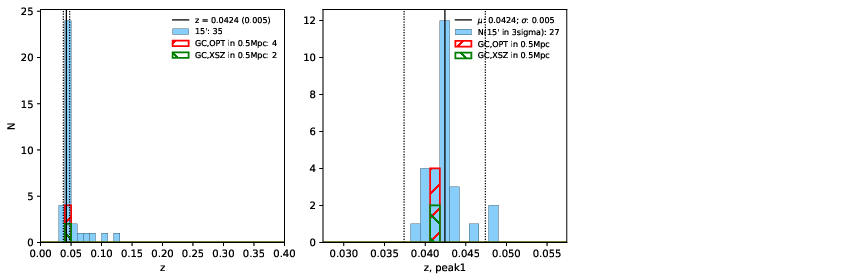 z = 0.0424 (0.005)
15': 35
GC,OPT in 0.5Mpc: 4
GC,XSZ in 0.5Mpc: 2
25
20
15
10
5
0
N
0.00 0.05 0.10 0.15 0.20 0.25 0.30 0.35 0.40
z
μ: 0.0424; σ: 0.005
N(15' in 3sigma): 27
GC,OPT in 0.5Mpc
GC,XSZ in 0.5Mpc
12
10
8
6
4
2
0
0.030 0.035 0.040 0.045 0.050 0.055
z, peak1